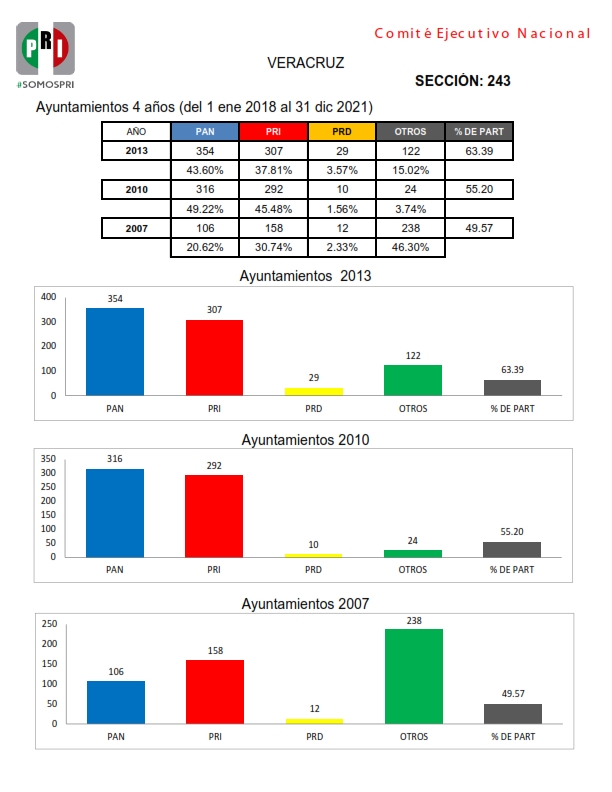 Comité Ejecutivo Nacional
PRI
#SOMOSPRI
VERACRUZ
SECCIÓN: 243
Ayuntamientos 4 años (del 1 ene 2018 al 31 dic 2021)
AÑO PAN PRI PRD OTROS % DE PART
2013 354 307 29 122 63.39
43.60% 37.81% 3.57% 15.02%
2010 316 292 10 24 55.20
49.22% 45.48% 1.56% 3.74%
2007 106 158 12 238 49.57
20.62% 30.74% 2.33% 46.30%
Ayuntamientos 2013
400
300
200
100
0
354
307
29
122
63.39
PAN PRI PRD OTROS % DE PART
Ayuntamientos 2010
350
300
250
200
150
100
50
0
316
292
10
24
55.20
PAN PRI PRD OTROS % DE PART
Ayuntamientos 2007
250
200
150
100
50
0
106
158
12
238
49.57
PAN PRI PRD OTROS % DE PART